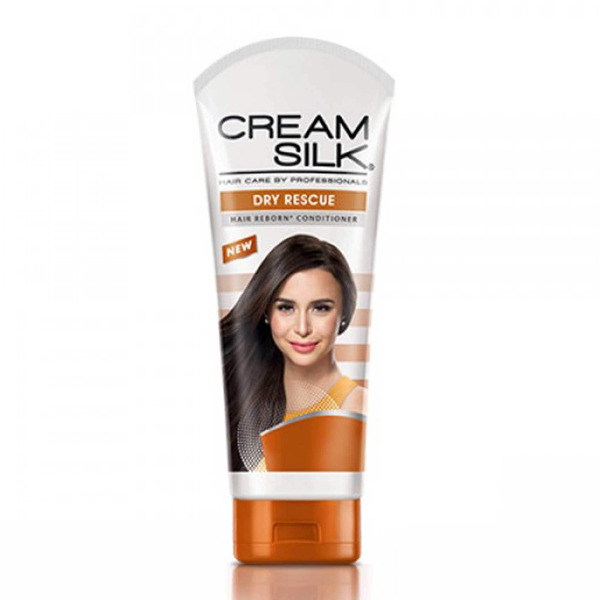 CREAM
SILK®
HAIR CARE BY PROFESSIONALS
DRY RESCUE
HAIR REBORN* CONDITIONER
NEW